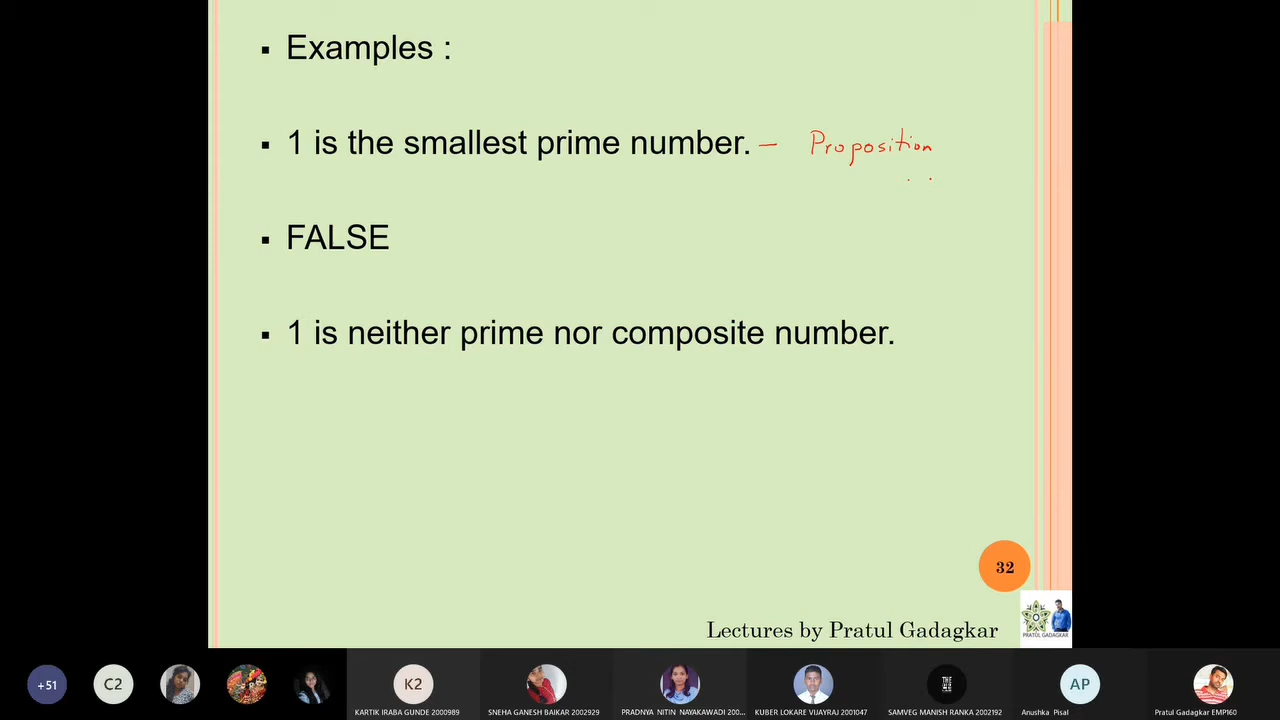 ▪ Examples :
▪ 1 is the smallest prime number. — Proposition
▪ FALSE
▪ 1 is neither prime nor composite number.
32
Lectures by Pratul Gadagkar
PRATUL GADAGKAR
+51
C2
K2
THE
AP
KARTIK IRABA GUNDE 2000989
SNEHA GANESH BAIKAR 2002929
PRADNYA NITIN NAYAKAWADI 200...
KUBER LOKARE VIJAYRAJ 2001047
SAMVEG MANISH RANKA 2002192
Anushka Pisal
Pratul Gadagkar EMP160